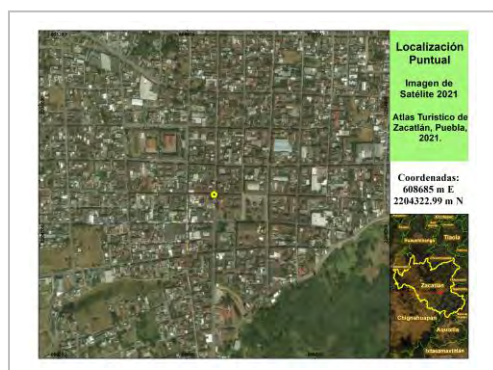 Localización
Puntual
Imagen de
Satélite 2021
Atlas Turístico de
Zacatlán, Puebla,
2021.
Coordenadas:
608685 m E
2204322.99 m N
Tlaola
Zacatlán
Chignahuapan
Aquixtla
Ixtacamaxtitlán